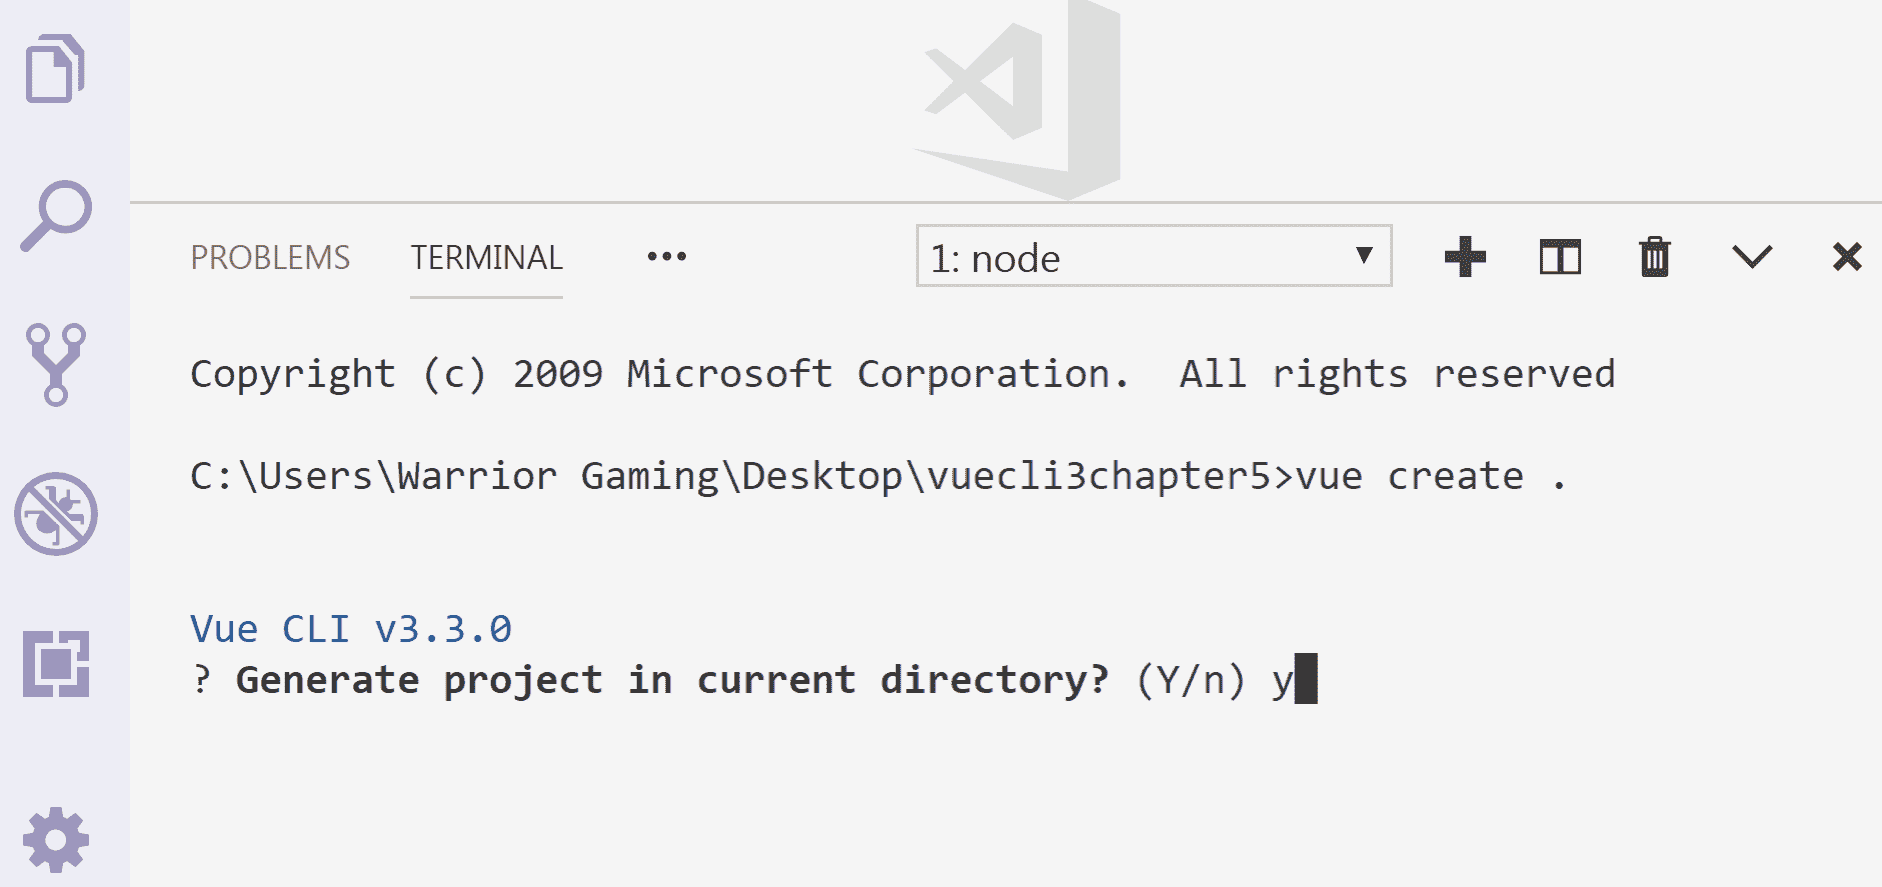 PROBLEMS TERMINAL ••• 1: node
Copyright (c) 2009 Microsoft Corporation.  All rights reserved
C:\Users\Warrior Gaming\Desktop\vuecli3chapter5>vue create .
Vue CLI v3.3.0
? Generate project in current directory? (Y/n) y